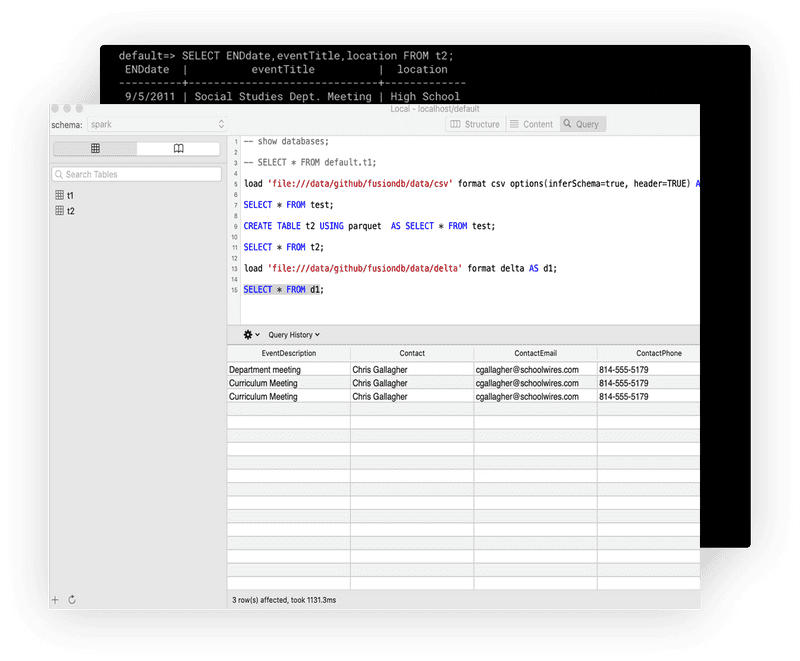 default=> SELECT ENDdate,eventTitle,location FROM t2;
ENDdate | eventTitle | location
----------+-------------------------------+-------------
9/5/2011 | Social Studies Dept. Meeting | High School
Local - localhost/default
schema: spark
Structure Content Query
Search Tables
t1
t2
1 -- show databases;
2
3 -- SELECT * FROM default.t1;
4
5 load 'file:///data/github/fusiondb/data/csv' format csv options(inferSchema=true, header=TRUE) A
6
7 SELECT * FROM test;
8
9 CREATE TABLE t2 USING parquet AS SELECT * FROM test;
10
11 SELECT * FROM t2;
12
13 load 'file:///data/github/fusiondb/data/delta' format delta AS d1;
14
15 SELECT * FROM d1;
Query History
EventDescription Contact ContactEmail ContactPhone
Department meeting Chris Gallagher cgallagher@schoolwires.com 814-555-5179
Curriculum Meeting Chris Gallagher cgallagher@schoolwires.com 814-555-5179
Curriculum Meeting Chris Gallagher cgallagher@schoolwires.com 814-555-5179
3 row(s) affected, took 1131.3ms